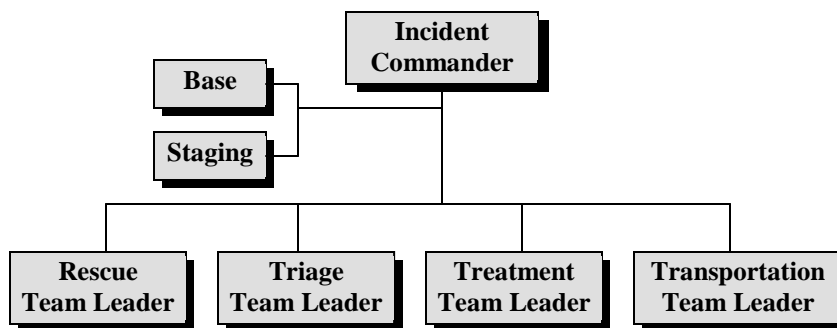 Incident
Commander
Base
Staging
Rescue
Team Leader
Triage
Team Leader
Treatment
Team Leader
Transportation
Team Leader